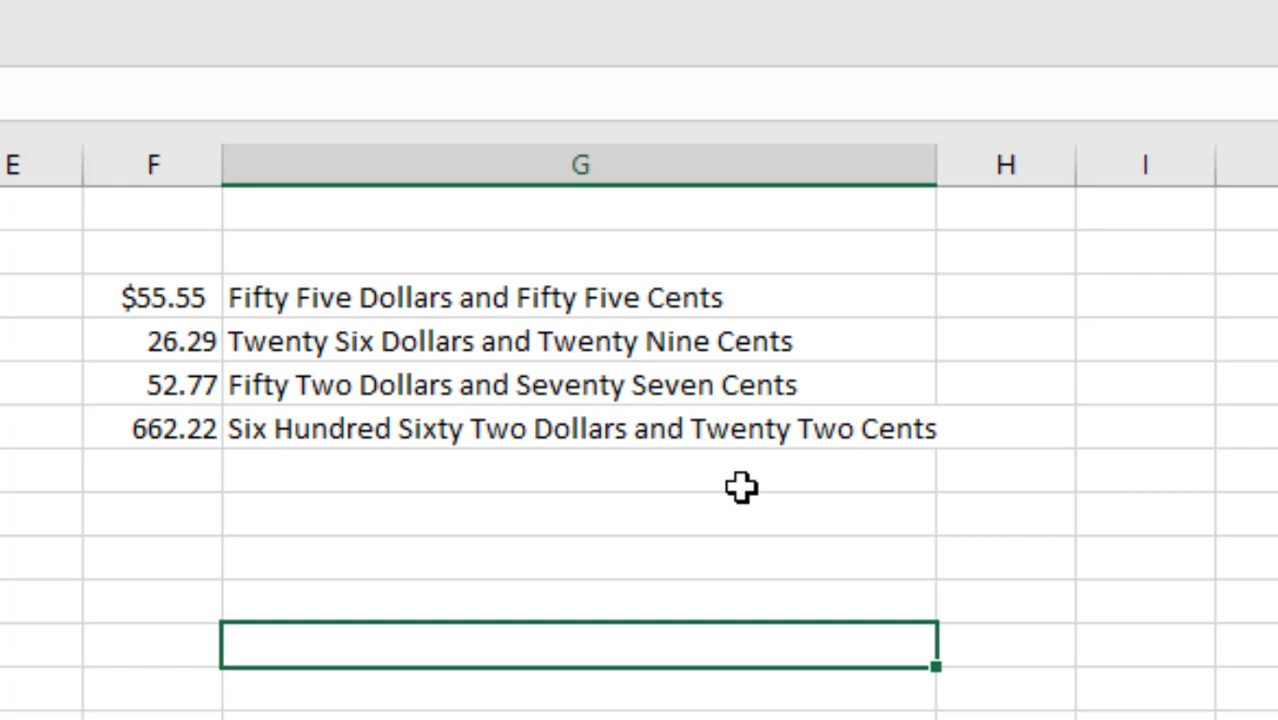 E F G H I
$55.55 Fifty Five Dollars and Fifty Five Cents
26.29 Twenty Six Dollars and Twenty Nine Cents
52.77 Fifty Two Dollars and Seventy Seven Cents
662.22 Six Hundred Sixty Two Dollars and Twenty Two Cents